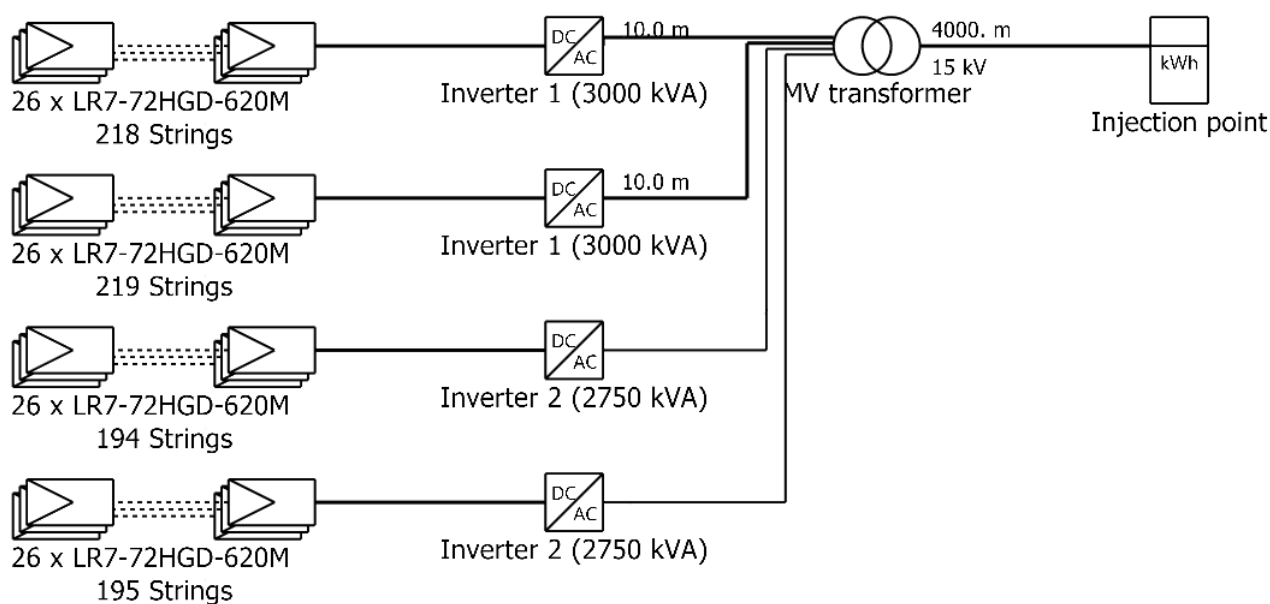 DC
AC
10.0 m
4000. m
15 kV
kWh
26 x LR7-72HGD-620M
218 Strings
Inverter 1 (3000 kVA)
MV transformer
Injection point
DC
AC
10.0 m
26 x LR7-72HGD-620M
219 Strings
Inverter 1 (3000 kVA)
DC
AC
26 x LR7-72HGD-620M
194 Strings
Inverter 2 (2750 kVA)
DC
AC
26 x LR7-72HGD-620M
195 Strings
Inverter 2 (2750 kVA)